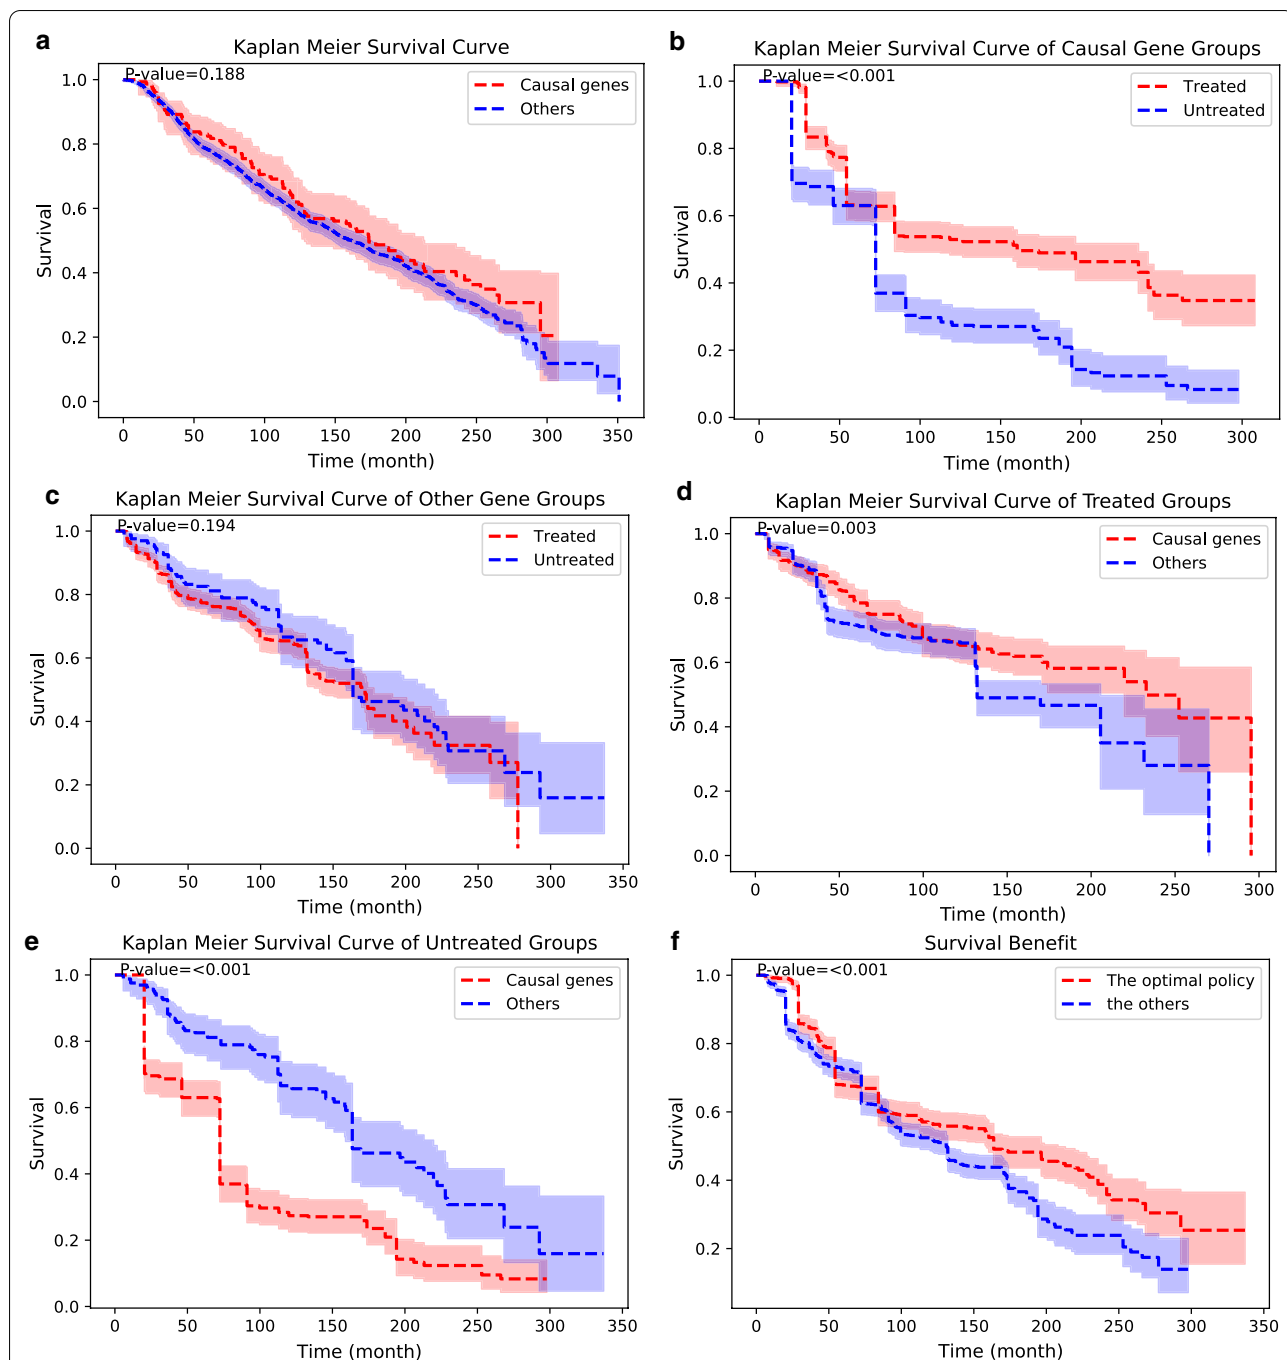 a
Kaplan Meier Survival Curve
P-value=0.188
Causal genes
Others
1.0
0.8
0.6
0.4
0.2
0.0
Survival
0 50 100 150 200 250 300 350
Time (month)
b
Kaplan Meier Survival Curve of Causal Gene Groups
P-value=<0.001
Treated
Untreated
1.0
0.8
0.6
0.4
0.2
0.0
Survival
0 50 100 150 200 250 300
Time (month)
c
Kaplan Meier Survival Curve of Other Gene Groups
P-value=0.194
Treated
Untreated
1.0
0.8
0.6
0.4
0.2
0.0
Survival
0 50 100 150 200 250 300 350
Time (month)
d
Kaplan Meier Survival Curve of Treated Groups
P-value=0.003
Causal genes
Others
1.0
0.8
0.6
0.4
0.2
0.0
Survival
0 50 100 150 200 250 300
Time (month)
e
Kaplan Meier Survival Curve of Untreated Groups
P-value=<0.001
Causal genes
Others
1.0
0.8
0.6
0.4
0.2
0.0
Survival
0 50 100 150 200 250 300 350
Time (month)
f
Survival Benefit
P-value=<0.001
The optimal policy
the others
1.0
0.8
0.6
0.4
0.2
Survival
0 50 100 150 200 250 300 350
Time (month)